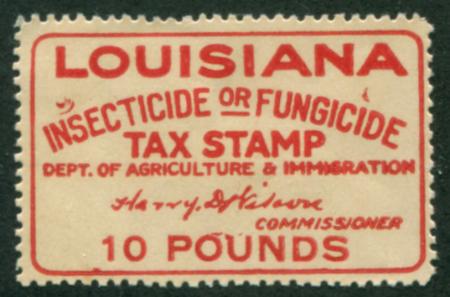 LOUISIANA
INSECTICIDE OR FUNGICIDE
TAX STAMP
DEPT. OF AGRICULTURE & IMMIGRATION
Harry D. Wilson
COMMISSIONER
10 POUNDS